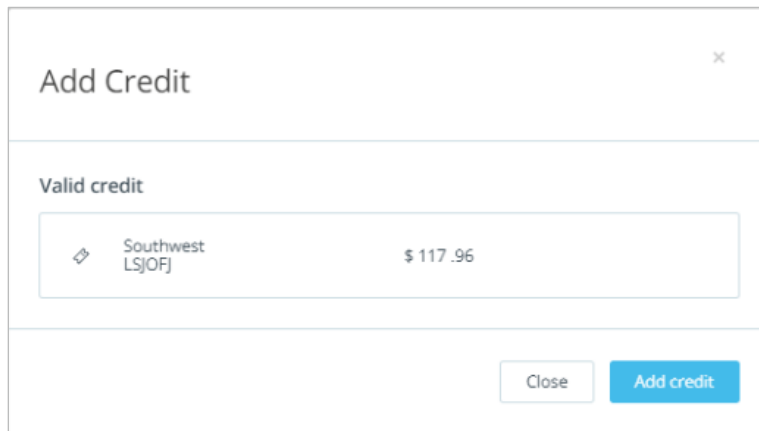 Add Credit
×
Valid credit
Southwest
LSJOFJ
$ 117 .96
Close
Add credit